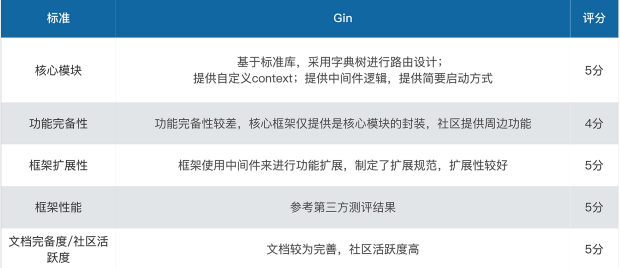 标准 Gin 评分
核心模块 基于标准库，采用字典树进行路由设计；
提供自定义context；提供中间件逻辑，提供简要启动方式 5分
功能完备性 功能完备性较差，核心框架仅提供是核心模块的封装，社区提供周边功能 4分
框架扩展性 框架使用中间件来进行功能扩展，制定了扩展规范，扩展性较好 5分
框架性能 参考第三方测评结果 5分
文档完备度/社区活
跃度 文档较为完善，社区活跃度高 5分